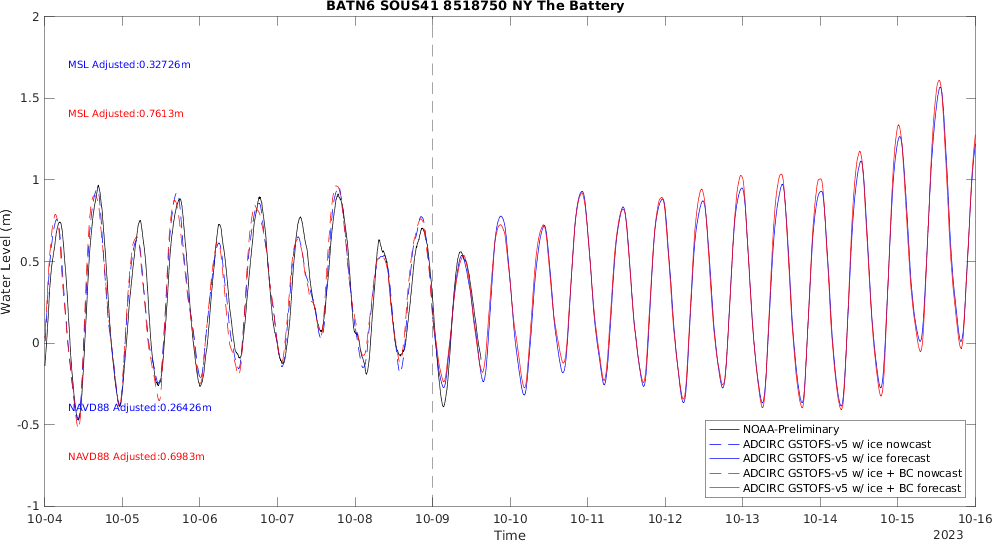 BATN6 SOUS41 8518750 NY The Battery
2
1.5
1
0.5
0
-0.5
-1
Water Level (m)
MSL Adjusted:0.32726m
MSL Adjusted:0.7613m
NAVD88 Adjusted:0.26426m
NAVD88 Adjusted:0.6983m
NOAA-Preliminary
ADCIRC GSTOFS-v5 w/ ice nowcast
ADCIRC GSTOFS-v5 w/ ice forecast
ADCIRC GSTOFS-v5 w/ ice + BC nowcast
ADCIRC GSTOFS-v5 w/ ice + BC forecast
10-04 10-05 10-06 10-07 10-08 10-09 10-10 10-11 10-12 10-13 10-14 10-15 10-16
Time
2023